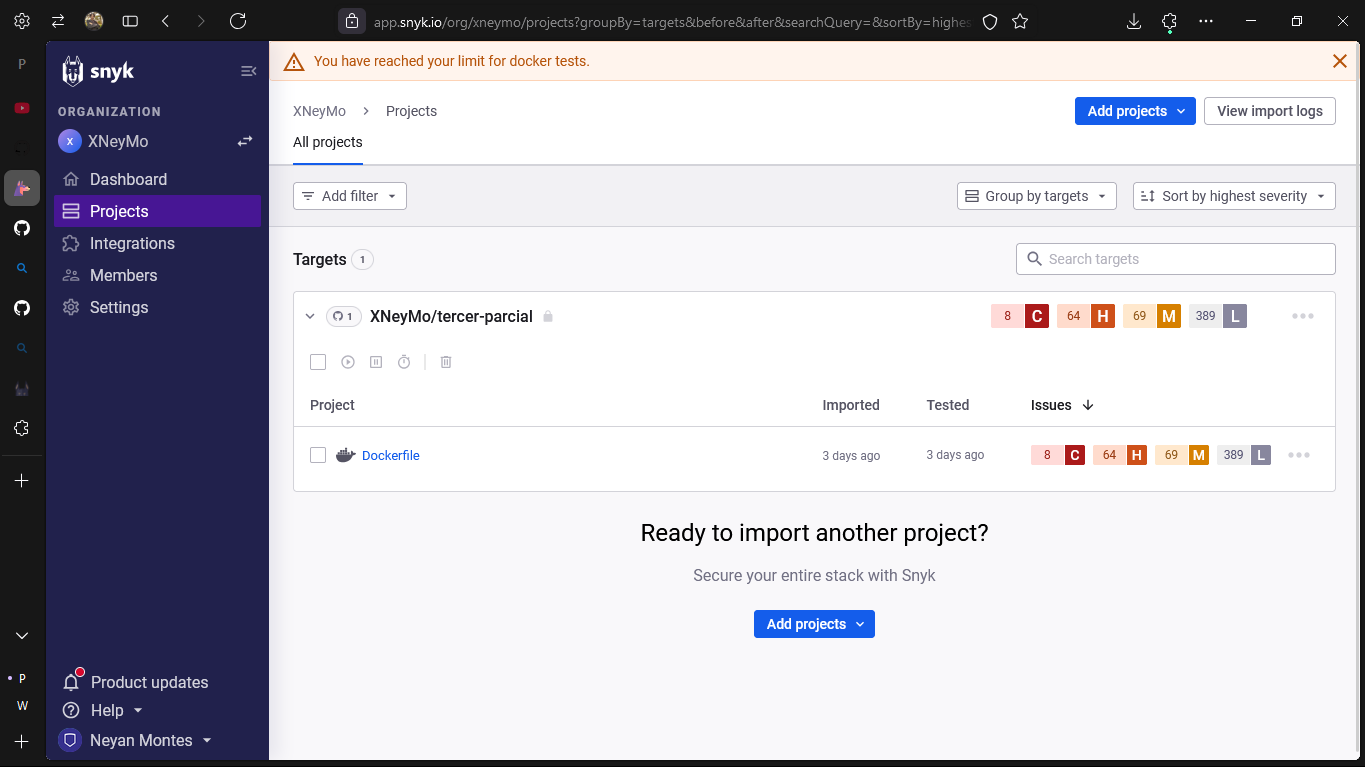 app.snyk.io/org/xneymo/projects?groupBy=targets&before&after&searchQuery=&sortBy=highes
P
snyk
ORGANIZATION
X XNeyMo
Dashboard
Projects
Integrations
Members
Settings
Product updates
Help
Neyan Montes
P
W
You have reached your limit for docker tests.
XNeyMo > Projects
Add projects
View import logs
All projects
Add filter
Group by targets
Sort by highest severity
Targets 1
Search targets
1 XNeyMo/tercer-parcial
8 C 64 H 69 M 389 L
Project Imported Tested Issues
Dockerfile 3 days ago 3 days ago 8 C 64 H 69 M 389 L
Ready to import another project?
Secure your entire stack with Snyk
Add projects